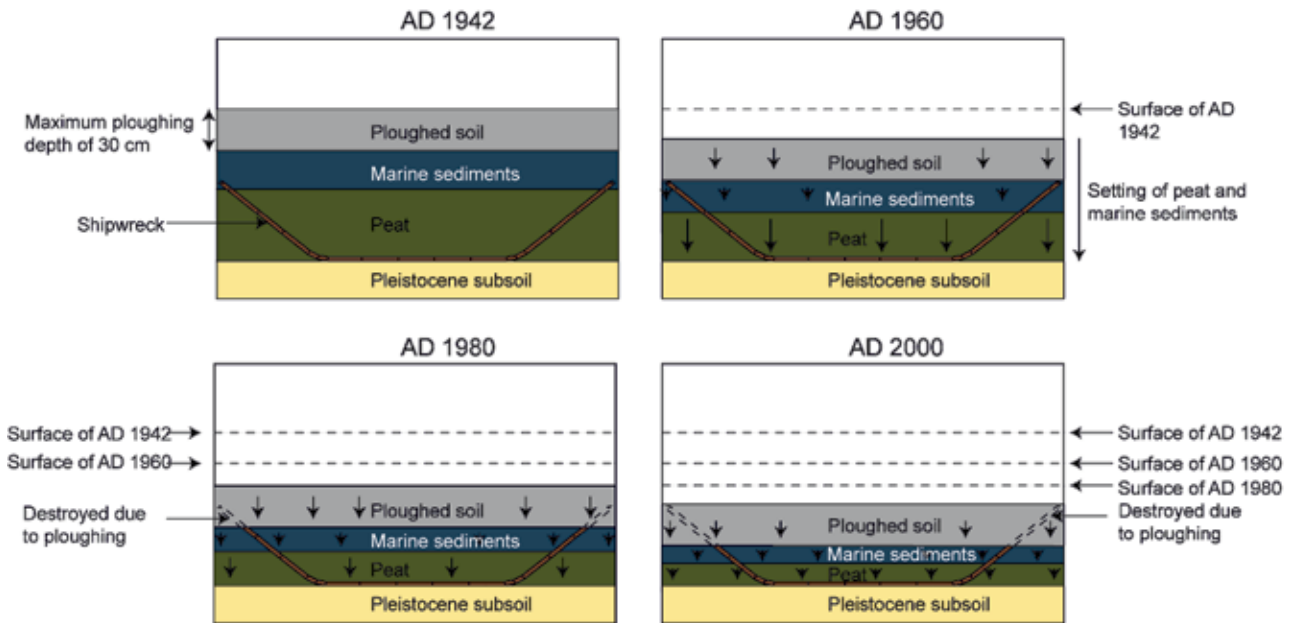 AD 1942
Maximum ploughing
depth of 30 cm
Ploughed soil
Marine sediments
Shipwreck
Peat
Pleistocene subsoil
AD 1960
Surface of AD
1942
Ploughed soil
Marine sediments
Setting of peat and
marine sediments
Peat
Pleistocene subsoil
AD 1980
Surface of AD 1942
Surface of AD 1960
Destroyed due
to ploughing
Ploughed soil
Marine sediments
Peat
Pleistocene subsoil
AD 2000
Surface of AD 1942
Surface of AD 1960
Surface of AD 1980
Destroyed due
to ploughing
Ploughed soil
Marine sediments
Peat
Pleistocene subsoil